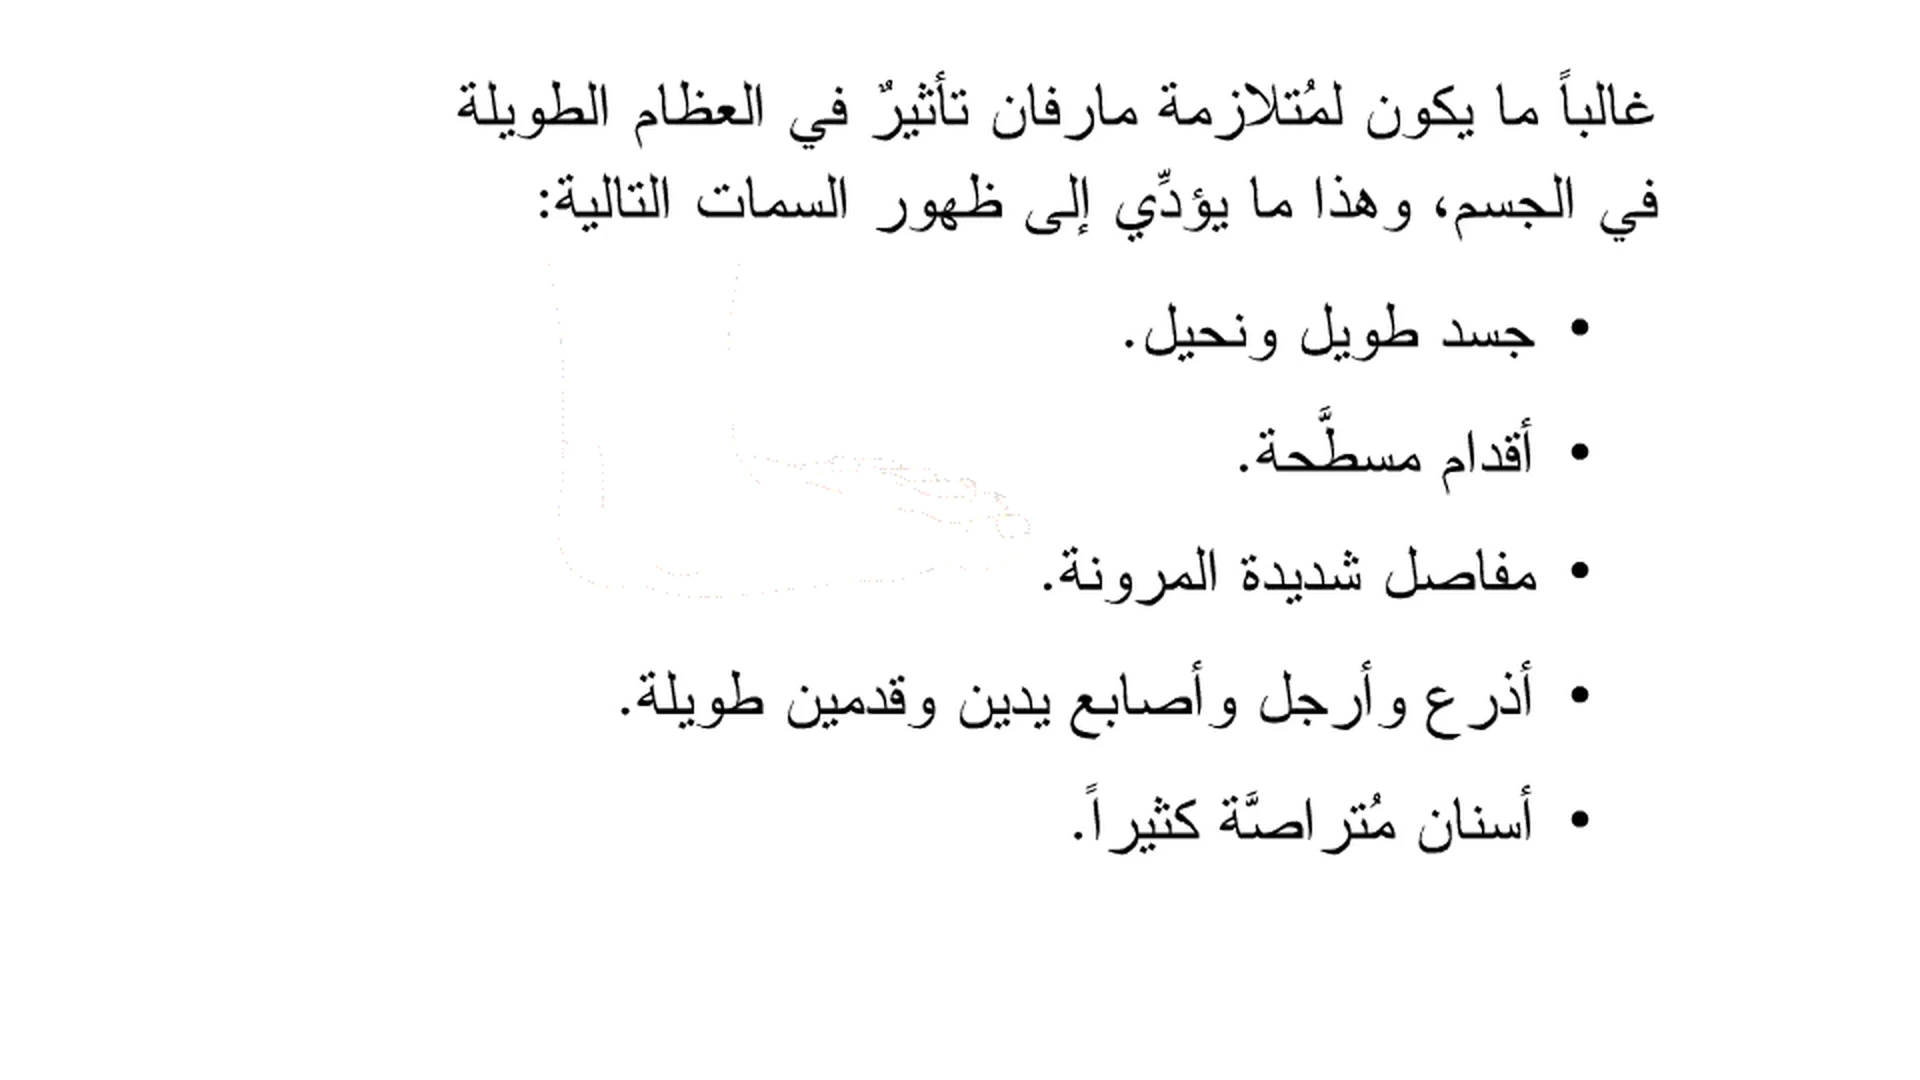 غالباً ما يكون لمُتلازمة مارفان تأثيرٌ في العظام الطويلة
في الجسم، وهذا ما يؤدِّي إلى ظهور السمات التالية:
• جسد طويل ونحيل.
• أقدام مسطَّحة.
• مفاصل شديدة المرونة.
• أذرع وأرجل وأصابع يدين وقدمين طويلة.
• أسنان مُتراصَّة كثيراً.